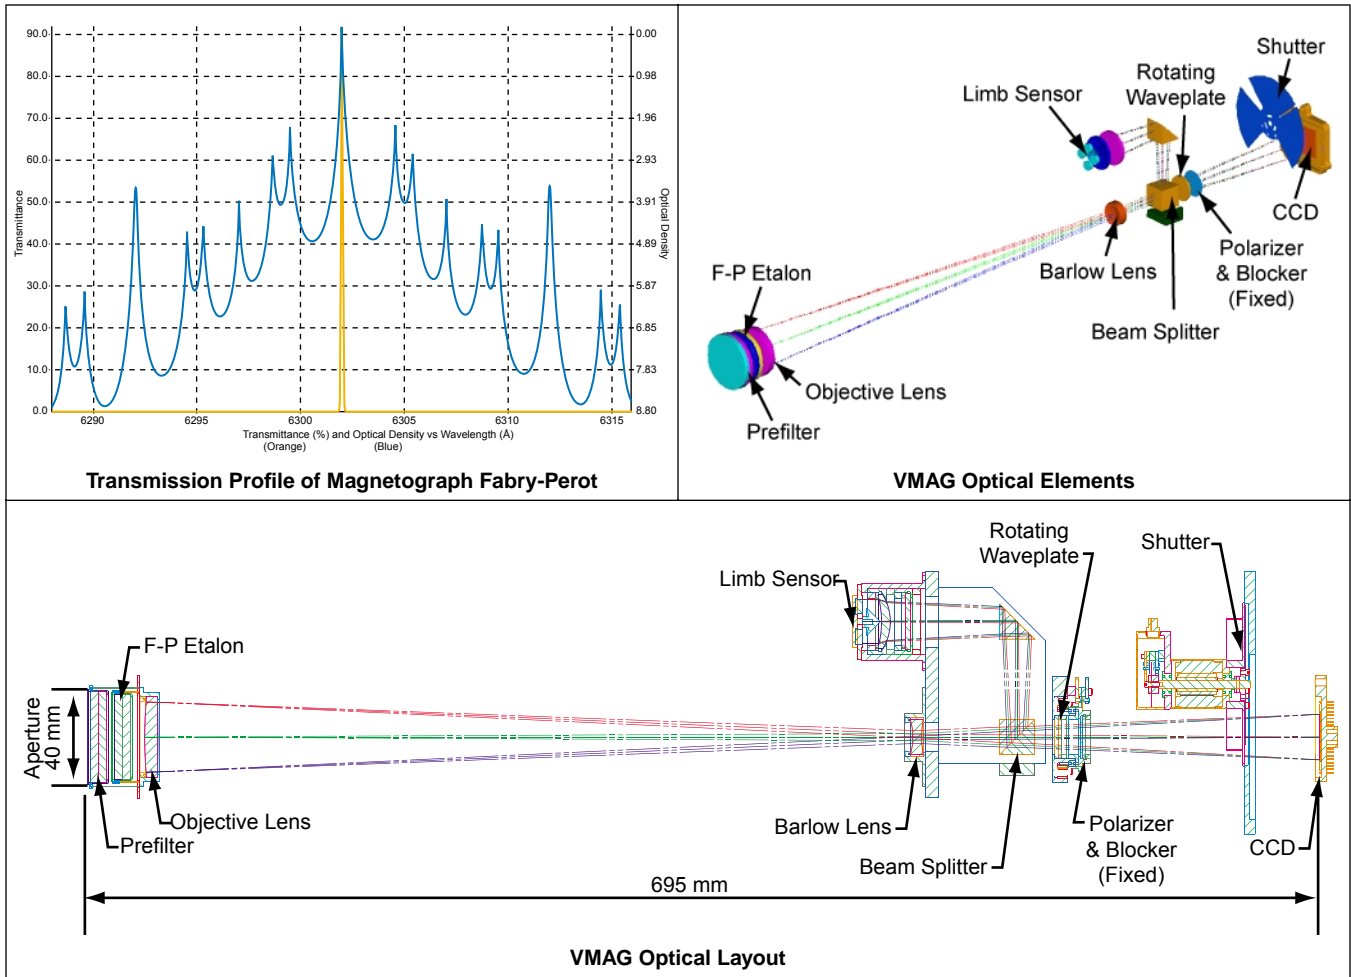 90.0
80.0
70.0
60.0
50.0
40.0
30.0
20.0
10.0
0.0
Transmittance
0.00
0.98
1.96
2.93
3.91
4.89
5.87
6.85
7.83
8.80
Optical Density
6290
6295
6300
6305
6310
6315
Transmittance (%) and Optical Density vs Wavelength (Å)
(Orange)
(Blue)
Transmission Profile of Magnetograph Fabry-Perot
Shutter
Rotating
Waveplate
Limb Sensor
CCD
Polarizer
& Blocker
(Fixed)
Barlow Lens
F-P Etalon
Beam Splitter
Objective Lens
Prefilter
VMAG Optical Elements
Rotating
Waveplate
Shutter
Limb Sensor
F-P Etalon
Aperture
40 mm
Objective Lens
Prefilter
Barlow Lens
Beam Splitter
Polarizer
& Blocker
(Fixed)
CCD
695 mm
VMAG Optical Layout